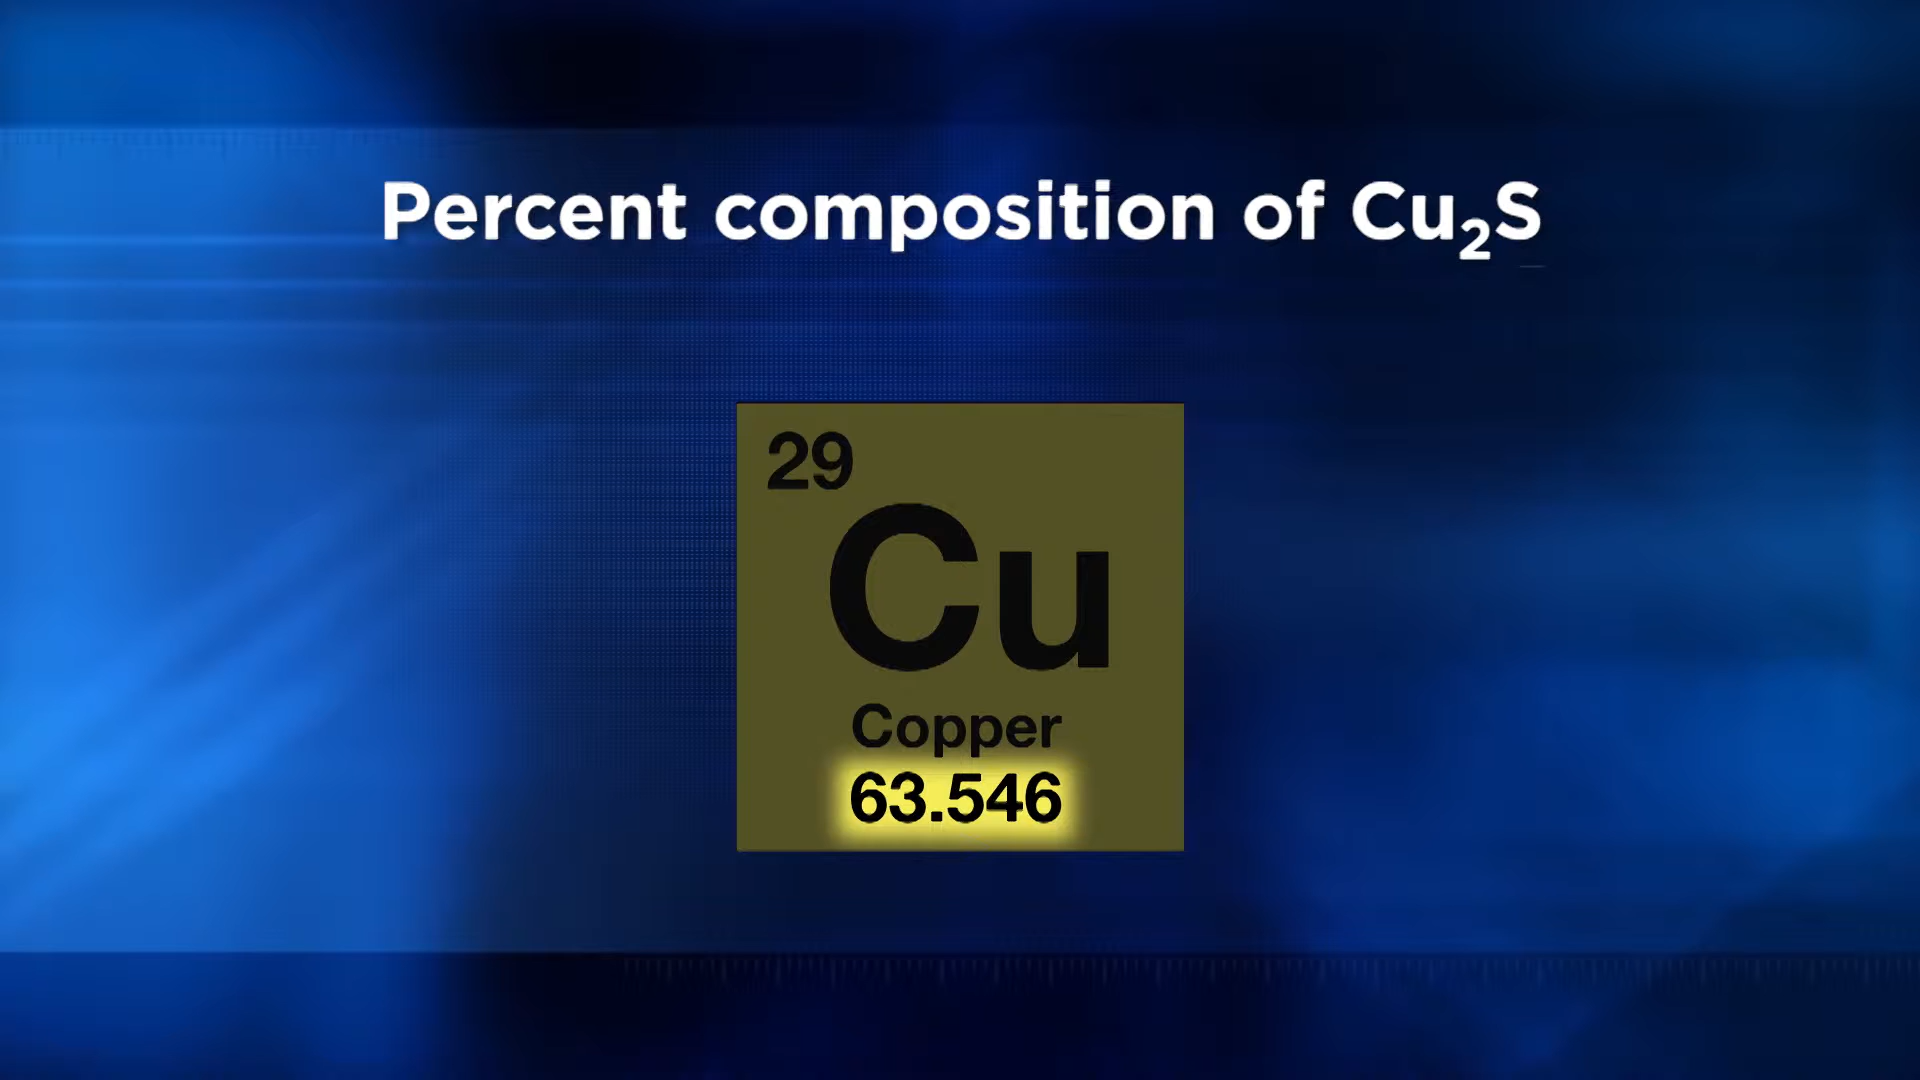 Percent composition of Cu₂S
29
Cu
Copper
63.546